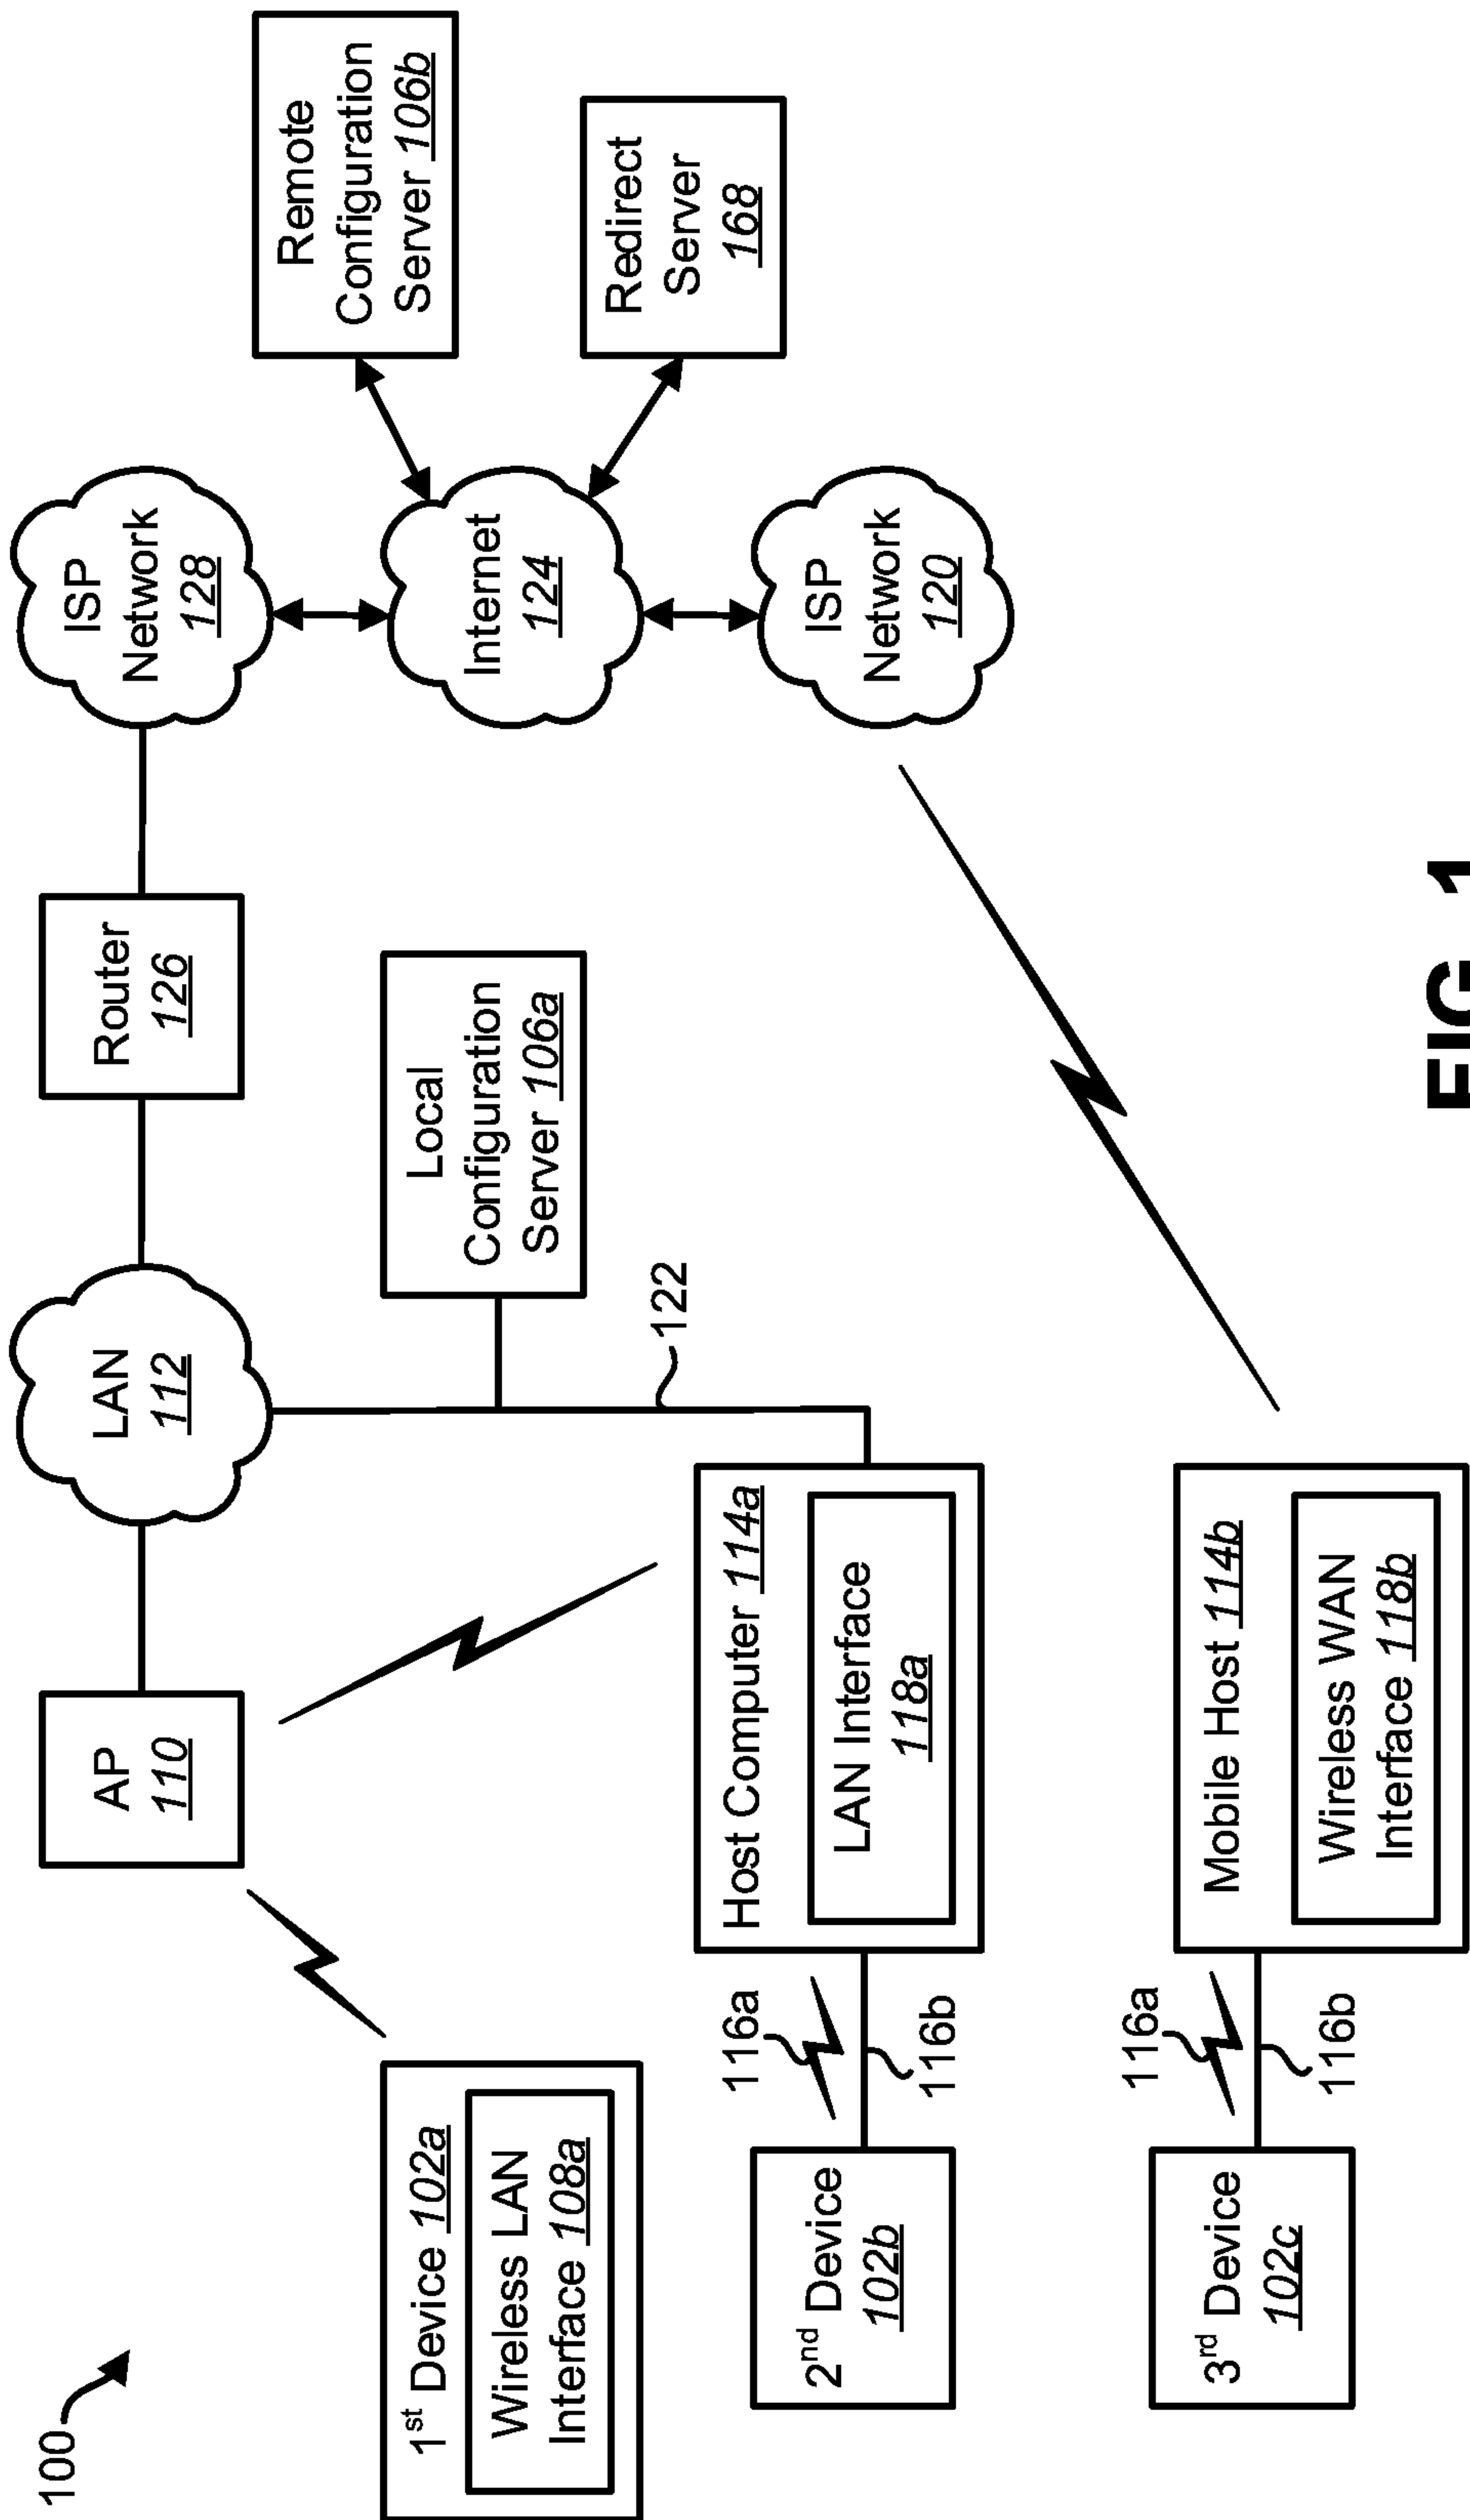 100
1st Device 102a
Wireless LAN
Interface 108a
AP
110
LAN
112
Router
126
ISP
Network
128
Remote
Configuration
Server 106b
Internet
124
Redirect
Server
168
ISP
Network
120
Local
Configuration
Server 106a
122
Host Computer 114a
LAN Interface
118a
116a
116b
2nd Device
102b
Mobile Host 114b
Wireless WAN
Interface 118b
116a
116b
3rd Device
102c
FIG. 1